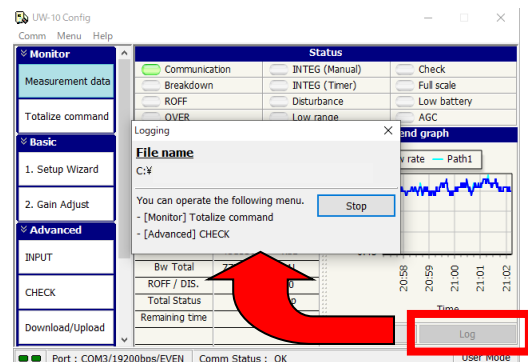 UW-10 Config
Comm Menu Help
Monitor
Measurement data
Totalize command
Basic
1. Setup Wizard
2. Gain Adjust
Advanced
INPUT
CHECK
Download/Upload
Status
Communication INTEG (Manual) Check
Breakdown INTEG (Timer) Full scale
ROFF Disturbance Low battery
OVER Low range AGC
end graph
w rate Path1
Logging
File name
C:¥
You can operate the following menu.
- [Monitor] Totalize command
- [Advanced] CHECK
Stop
Bw Total
ROFF / DIS.
Total Status
Remaining time
20:58
20:59
21:00
21:01
21:02
Time
Log
Port : COM3/19200bps/EVEN Comm Status : OK User Mode